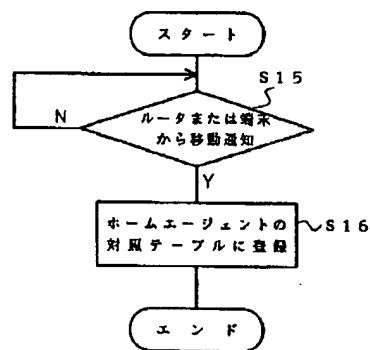 スタート
S15
ルータまたは端末
から移動通知
N
Y
ホームエージェントの
対照テーブルに登録
S16
エンド